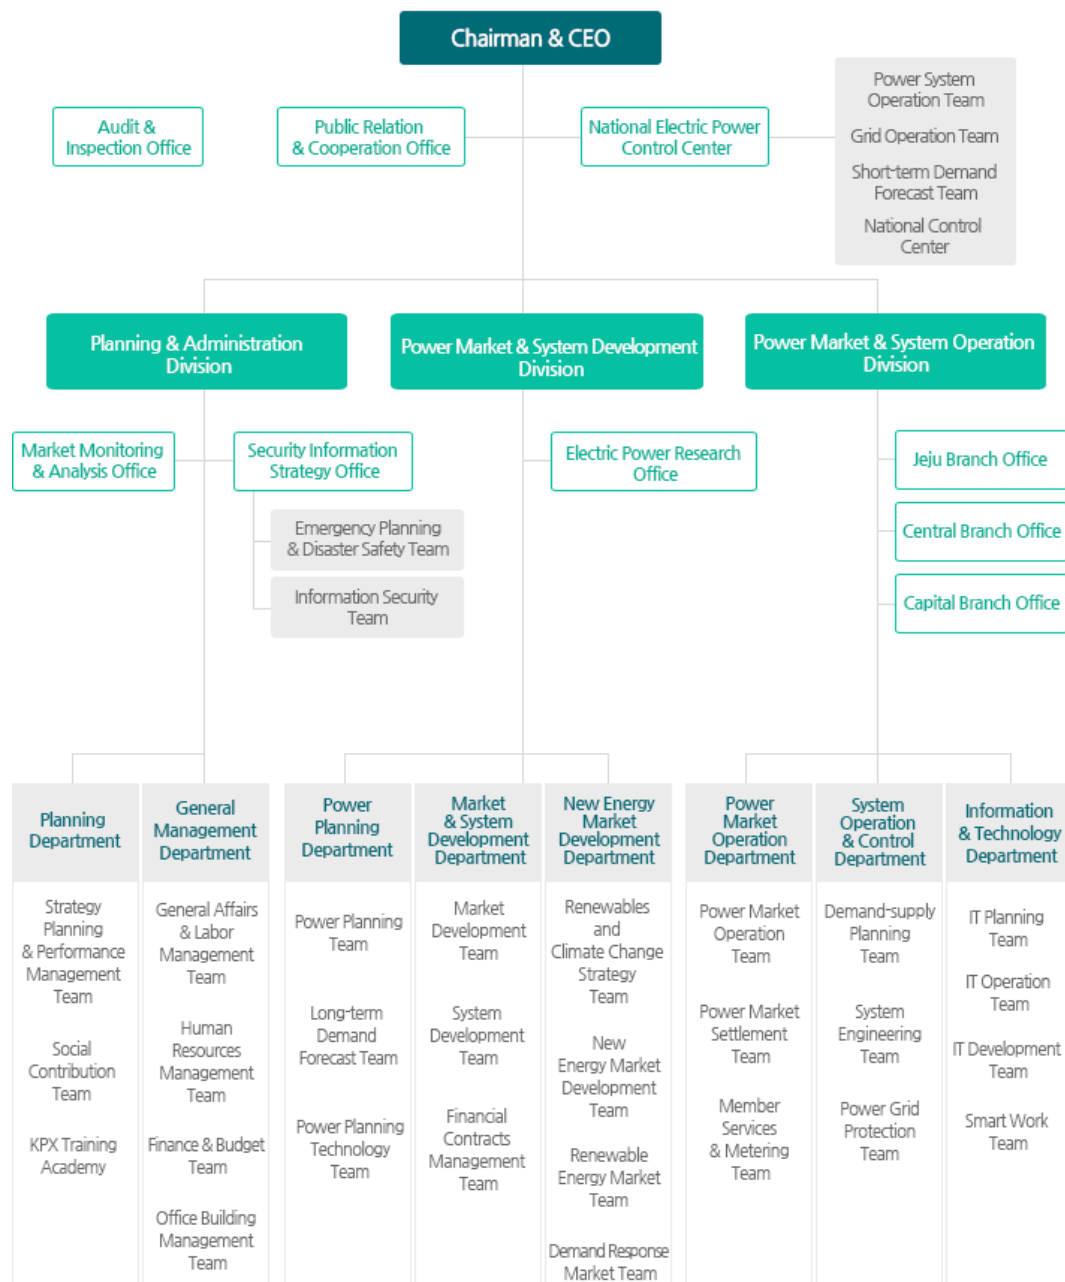 Chairman & CEO
Audit &
Inspection Office
Public Relation
& Cooperation Office
National Electric Power
Control Center
Power System
Operation Team
Grid Operation Team
Short-term Demand
Forecast Team
National Control
Center
Planning & Administration
Division
Power Market & System Development
Division
Power Market & System Operation
Division
Market Monitoring
& Analysis Office
Security Information
Strategy Office
Emergency Planning
& Disaster Safety Team
Information Security
Team
Electric Power Research
Office
Jeju Branch Office
Central Branch Office
Capital Branch Office
Planning
Department
Strategy
Planning
& Performance
Management
Team
Social
Contribution
Team
KPX Training
Academy
General
Management
Department
General Affairs
& Labor
Management
Team
Human
Resources
Management
Team
Finance & Budget
Team
Office Building
Management
Team
Power
Planning
Department
Power Planning
Team
Long-term
Demand
Forecast Team
Power Planning
Technology
Team
Market
& System
Development
Department
Market
Development
Team
System
Development
Team
Financial
Contracts
Management
Team
New Energy
Market
Development
Department
Renewables
and
Climate Change
Strategy
Team
New
Energy Market
Development
Team
Renewable
Energy Market
Team
Demand Response
Market Team
Power
Market
Operation
Department
Power Market
Operation
Team
Power Market
Settlement
Team
Member
Services
& Metering
Team
System
Operation
& Control
Department
Demand-supply
Planning
Team
System
Engineering
Team
Power Grid
Protection
Team
Information
& Technology
Department
IT Planning
Team
IT Operation
Team
IT Development
Team
Smart Work
Team